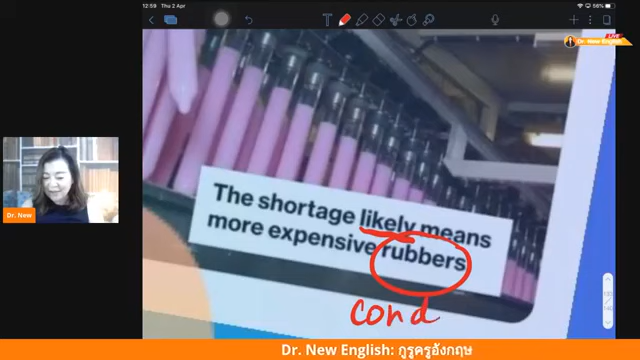 12:59 Thu 2 Apr
56%
T
LIVE
Dr. New English
The shortage likely means
more expensive rubbers
cond
Dr. New
Dr. New English: กูรูครูอังกฤษ